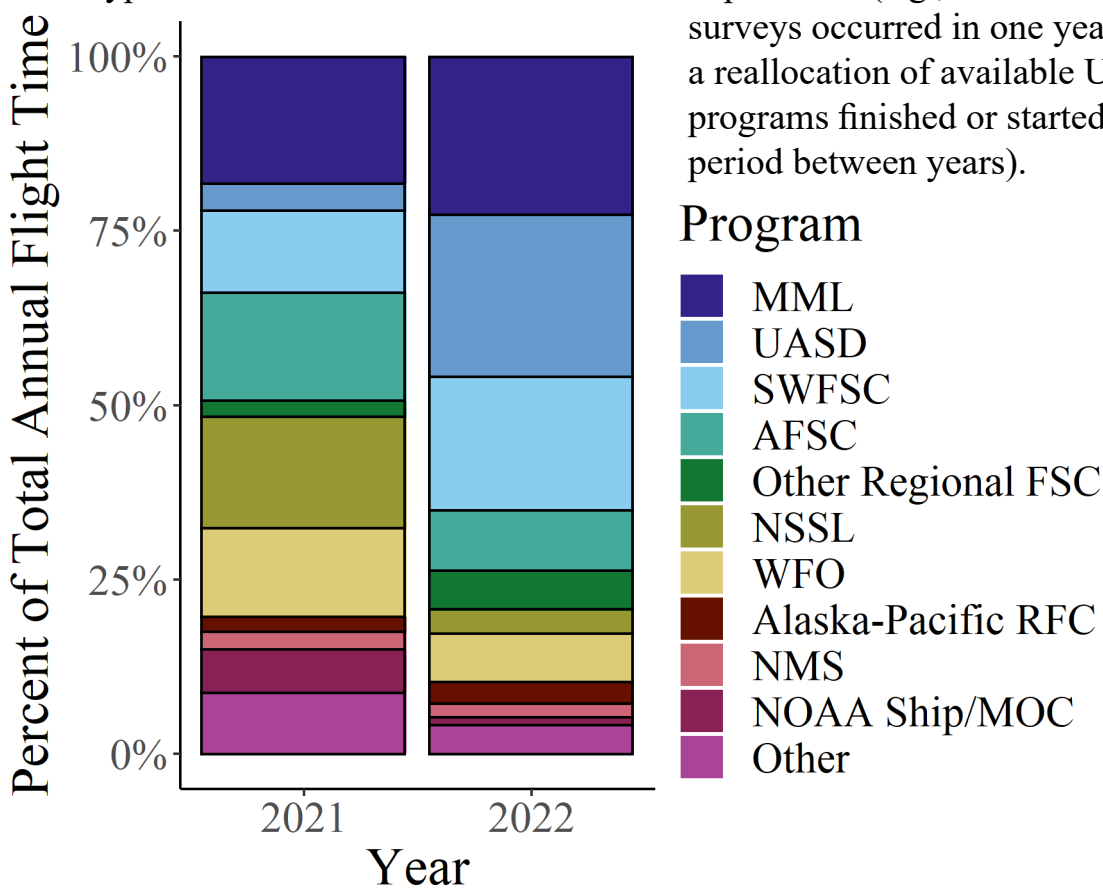 surveys occurred in one yea
a reallocation of available U
programs finished or started
period between years).
Percent of Total Annual Flight Time
100%
75%
50%
25%
0%
2021
2022
Year
Program
MML
UASD
SWFSC
AFSC
Other Regional FSC
NSSL
WFO
Alaska-Pacific RFC
NMS
NOAA Ship/MOC
Other